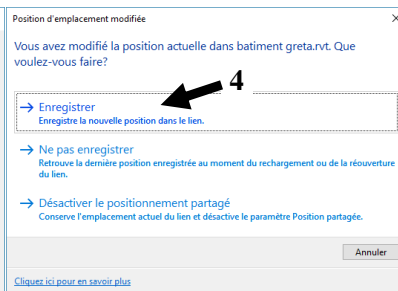 Position d'emplacement modifiée
Vous avez modifié la position actuelle dans batiment greta.rvt. Que
voulez-vous faire?
4
→ Enregistrer
Enregistre la nouvelle position dans le lien.
→ Ne pas enregistrer
Retrouve la dernière position enregistrée au moment du rechargement ou de la réouverture
du lien.
→ Désactiver le positionnement partagé
Conserve l'emplacement actuel du lien et désactive le paramètre Position partagée.
Annuler
Cliquez ici pour en savoir plus